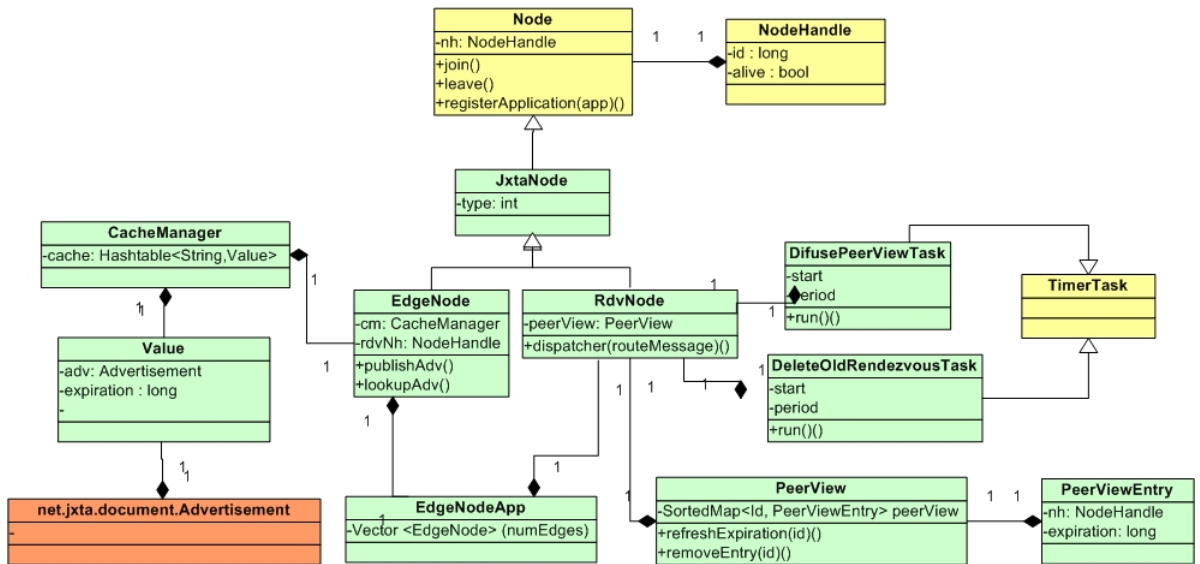 Node
-nh: NodeHandle
+join()
+leave()
+registerApplication(app)()
1
1
NodeHandle
-id : long
-alive : bool
JxtaNode
-type: int
CacheManager
-cache: Hashtable<String,Value>
1
1
1
1
Value
-adv: Advertisement
-expiration : long
-
1
1
net.jxta.document.Advertisement
-
EdgeNode
-cm: CacheManager
-rdvNh: NodeHandle
+publishAdv()
+lookupAdv()
1
1
EdgeNodeApp
-Vector <EdgeNode> (numEdges)
1
RdvNode
-peerView: PeerView
+dispatcher(routeMessage)()
1
1
1
1
1
1
DifusePeerViewTask
-start
-period
+run()()
TimerTask
DeleteOldRendezvousTask
-start
-period
+run()()
PeerView
-SortedMap<Id, PeerViewEntry> peerView
+refreshExpiration(id)()
+removeEntry(id)()
1
1
PeerViewEntry
-nh: NodeHandle
-expiration: long